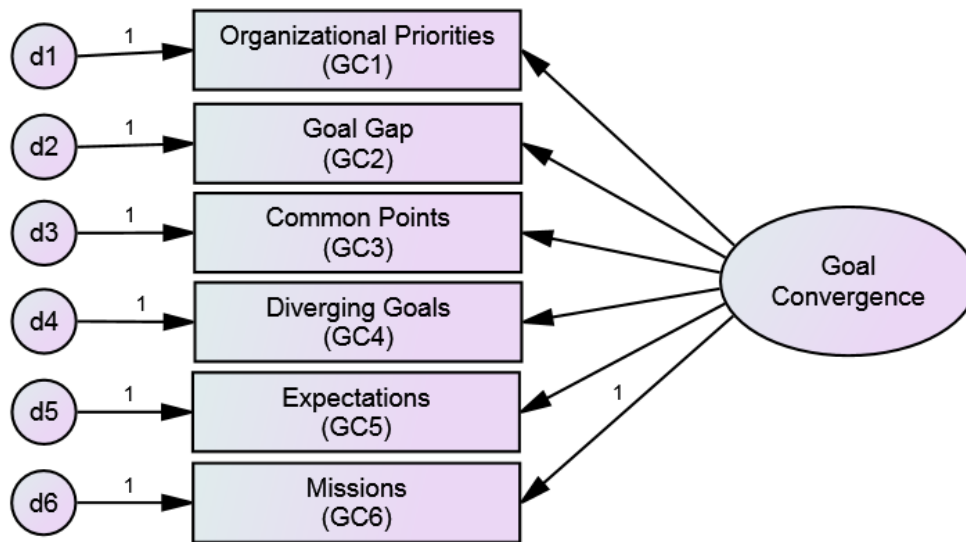 d1
1
Organizational Priorities
(GC1)
d2
1
Goal Gap
(GC2)
d3
1
Common Points
(GC3)
d4
1
Diverging Goals
(GC4)
d5
1
Expectations
(GC5)
d6
1
Missions
(GC6)
1
Goal
Convergence